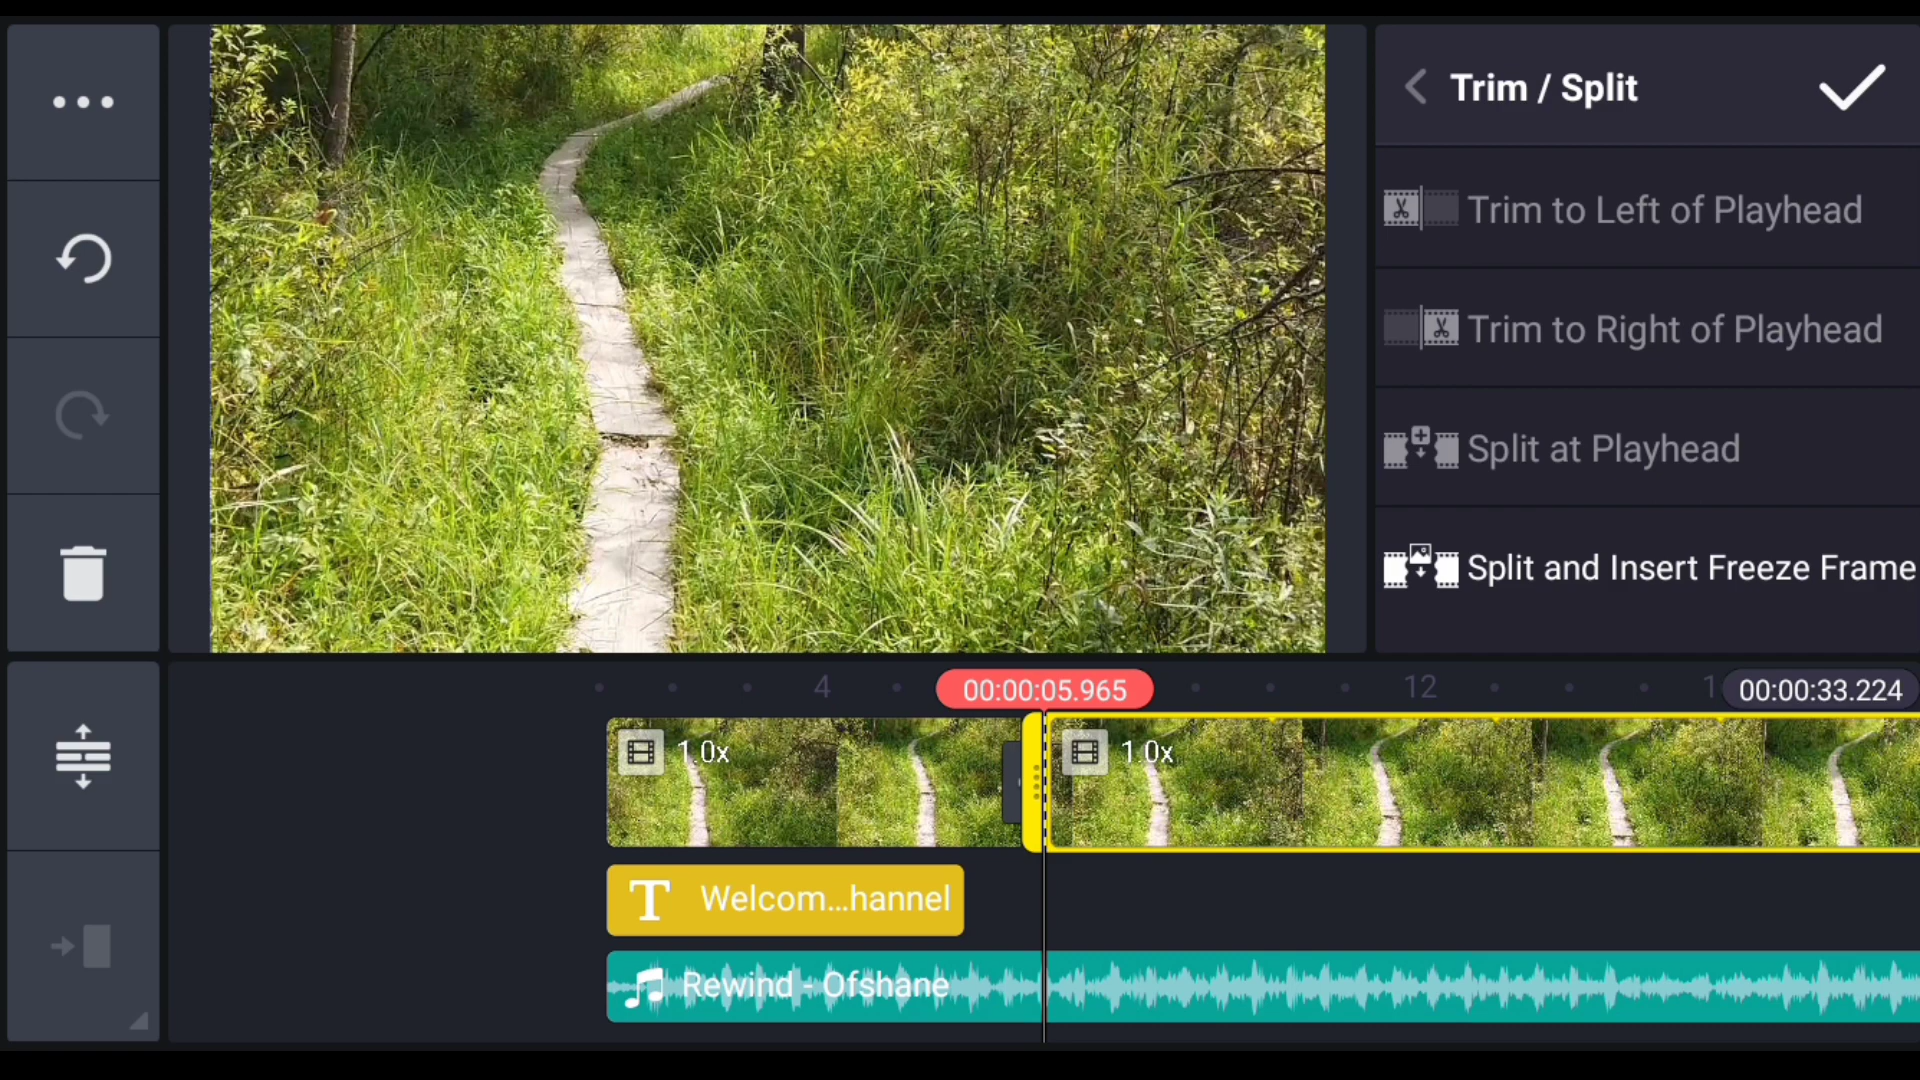 Trim / Split
Trim to Left of Playhead
Trim to Right of Playhead
Split at Playhead
Split and Insert Freeze Frame
4
00:00:05.965
12
1
00:00:33.224
1.0x
1.0x
T
Welcom...hannel
Rewind - Ofshane